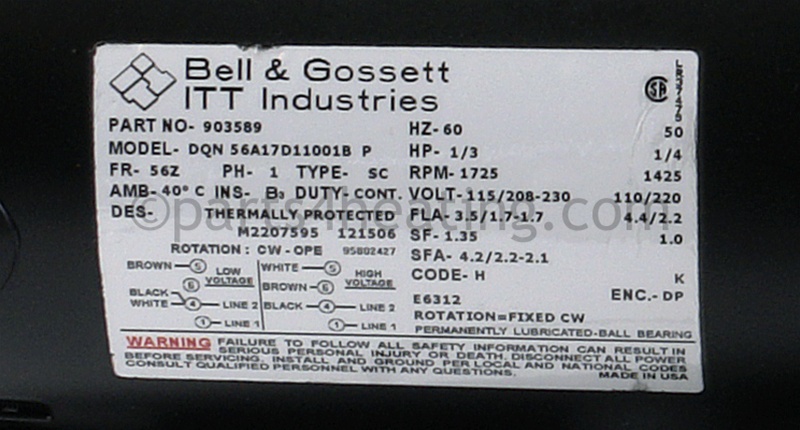 Bell & Gossett
ITT Industries
LR37475
PART NO- 903589 HZ-60 50
MODEL- DQN 56A17D11001B P HP- 1/3 1/4
FR- 56Z PH- 1 TYPE- SC RPM-1725 1425
AMB-40°C INS- B3 DUTY-CONT. VOLT-115/208-230 110/220
DES- THERMALLY PROTECTED FLA-3.5/1.7-1.7 4.4/2.2
M2207595 121506 SF-1.35 1.0
ROTATION: CW-OPE 95802427 SFA- 4.2/2.2-2.1
CODE- H K
BROWN 5 LOW VOLTAGE WHITE 5 HIGH VOLTAGE
6 BROWN 6
BLACK E6312 ENC.-DP
WHITE 4 LINE 2 BLACK 4 LINE 2
ROTATION=FIXED CW
1 LINE 1 1 LINE 1
PERMANENTLY LUBRICATED-BALL BEARING
WARNING FAILURE TO FOLLOW ALL SAFETY INFORMATION CAN RESULT IN
SERIOUS PERSONAL INJURY OR DEATH. DISCONNECT ALL POWER
BEFORE SERVICING. INSTALL AND GROUND PER LOCAL AND NATIONAL CODES
CONSULT QUALIFIED PERSONNEL WITH ANY QUESTIONS OR REPAIRS
MADE IN USA
©parts4heating.com